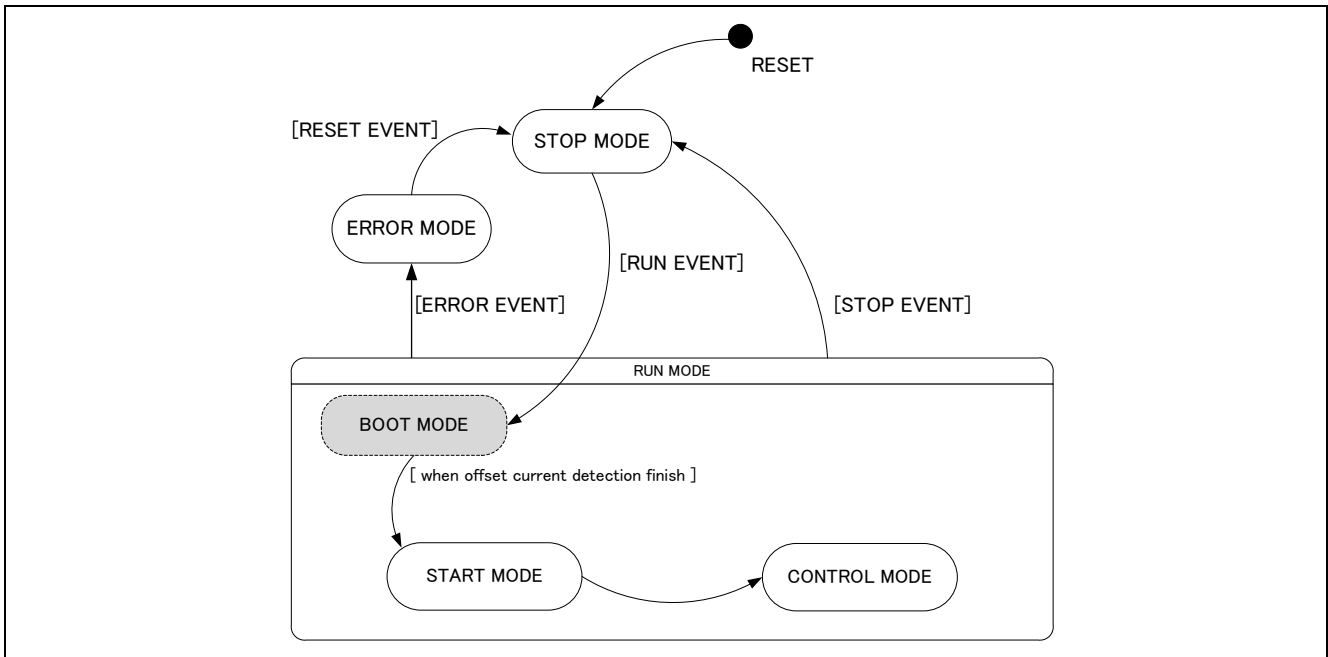 RESET
[RESET EVENT]
STOP MODE
ERROR MODE
[RUN EVENT]
[ERROR EVENT]
[STOP EVENT]
RUN MODE
BOOT MODE
[ when offset current detection finish ]
START MODE
CONTROL MODE